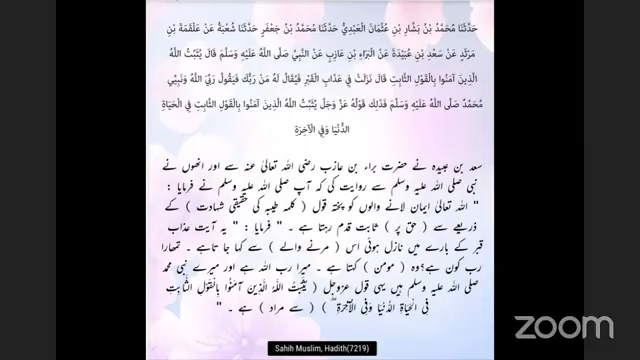 حَدَّثَنَا مُحَمَّدُ بْنُ بَشَّارِ بْنِ عُثْمَانَ الْعَبْدِيُّ حَدَّثَنَا مُحَمَّدُ بْنُ جَعْفَرٍ حَدَّثَنَا شُعْبَةُ عَنْ عَلْقَمَةَ بْنِ
مَرْثَدٍ عَنْ سَعْدِ بْنِ عُبَيْدَةَ عَنْ الْبَرَاءِ بْنِ عَازِبٍ عَنْ النَّبِيِّ صَلَّى اللَّهُ عَلَيْهِ وَسَلَّمَ قَالَ يُثَبِّتُ اللَّهُ
الَّذِينَ آمَنُوا بِالْقَوْلِ الثَّابِتِ قَالَ نَزَلَتْ فِي عَذَابِ الْقَبْرِ فَيُقَالُ لَهُ مَنْ رَبُّكَ فَيَقُولُ رَبِّيَ اللَّهُ وَنَبِيِّي
مُحَمَّدٌ صَلَّى اللَّهُ عَلَيْهِ وَسَلَّمَ فَذَلِكَ قَوْلُهُ عَزَّ وَجَلَّ يُثَبِّتُ اللَّهُ الَّذِينَ آمَنُوا بِالْقَوْلِ الثَّابِتِ فِي الْحَيَاةِ
الدُّنْيَا وَفِي الْآخِرَةِ
سعد بن عبیدہ نے حضرت براء بن عازب رضی اللہ تعالیٰ عنہ سے اور انھوں نے
نبی صلی اللہ علیہ وسلم سے روایت کی کہ آپ صلی اللہ علیہ وسلم نے فرمایا :
" اللہ تعالیٰ ایمان لانے والوں کو پختہ قول ( کلمہ طیبہ کی حقیقی شہادت ) کے
ذریعے سے ( حق پر ) ثابت قدم رہتا ہے ۔ " فرمایا : " یہ آیت عذاب
قبر کے بارے میں نازل ہوئی اس ( مرنے والے ) سے کہا جا تاہے ۔ تمھارا
رب کون ہے؟وہ ( مومن ) کہتا ہے ۔ میرا رب اللہ ہے اور میرے نبی محمد
صلی اللہ علیہ وسلم ہیں یہی قول عزوجل ( يُثَبِّتُ اللَّهُ الَّذِينَ آمَنُوا بِالْقَوْلِ الثَّابِتِ
فِي الْحَيَاةِ الدُّنْيَا وَفِي الْآخِرَةِ ۖ ) ( سے مراد ) ہے ۔ "
Sahih Muslim, Hadith(7219)
zoom